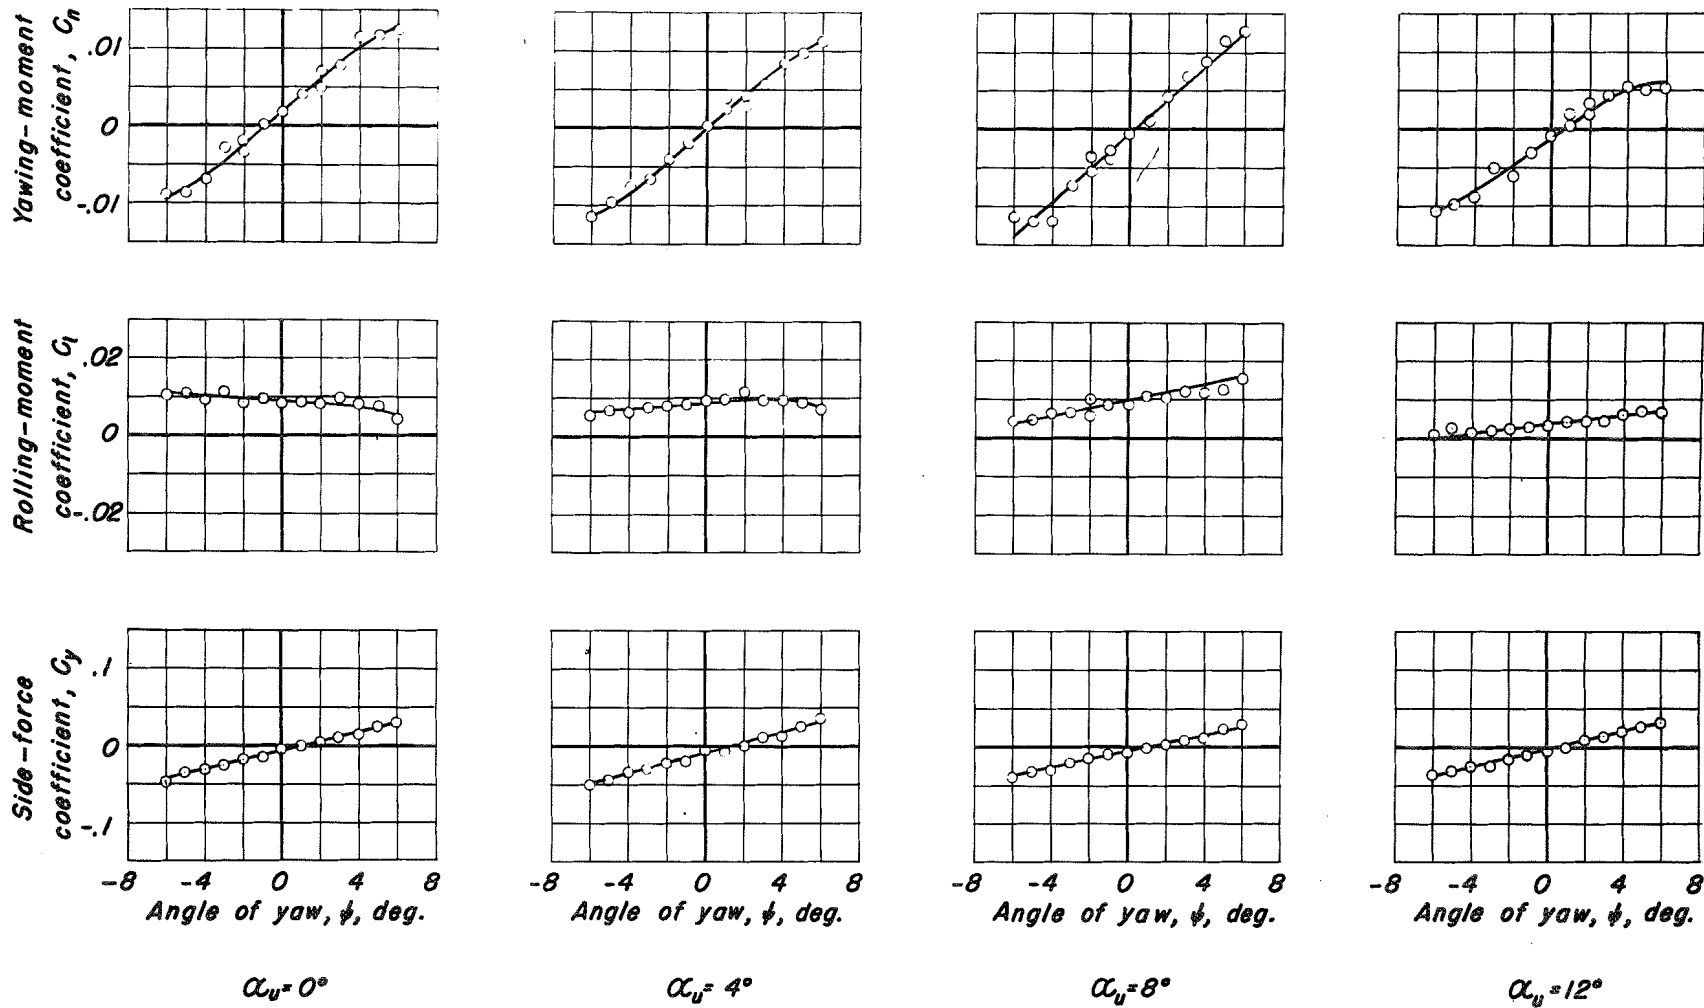 Yawing-moment
coefficient, Cn
.01
0
-.01
Rolling-moment
coefficient, Cl
.02
0
-.02
Side-force
coefficient, Cy
.1
0
-.1
-8 -4 0 4 8
-8 -4 0 4 8
-8 -4 0 4 8
-8 -4 0 4 8
Angle of yaw, ψ, deg.
Angle of yaw, ψ, deg.
Angle of yaw, ψ, deg.
Angle of yaw, ψ, deg.
αu=0°
αu=4°
αu=8°
αu=12°